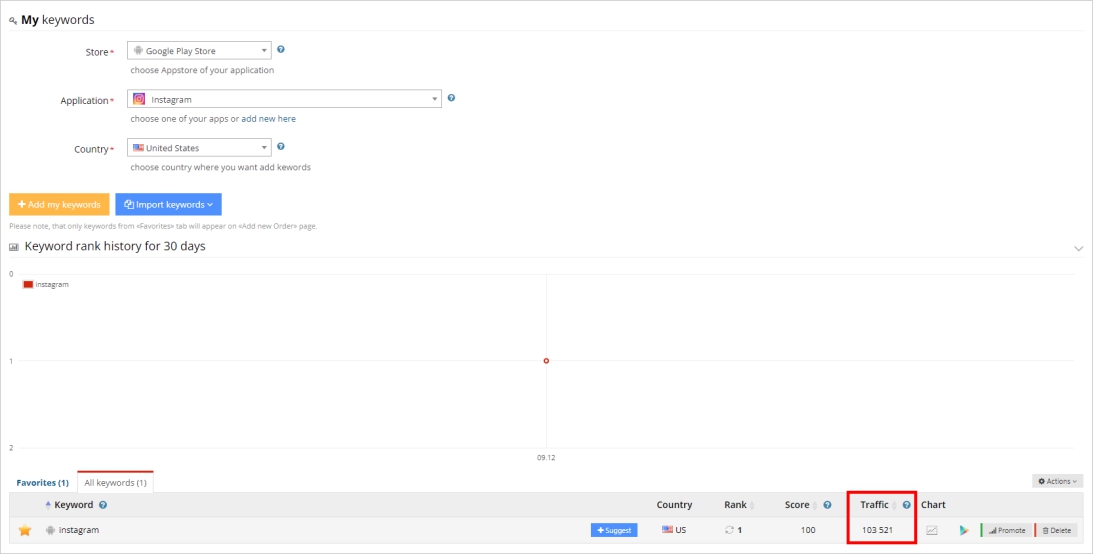 My keywords
Store*
Google Play Store
choose Appstore of your application
Application*
Instagram
choose one of your apps or add new here
Country*
United States
choose country where you want add kewords
Add my keywords
Import keywords
Please note, that only keywords from «Favorites» tab will appear on «Add new Order» page.
Keyword rank history for 30 days
0
instagram
1
2
09.12
Favorites (1) All keywords (1)
Actions
Keyword Country Rank Score Traffic Chart
instagram + Suggest US 1 100 103 521 Promote Delete